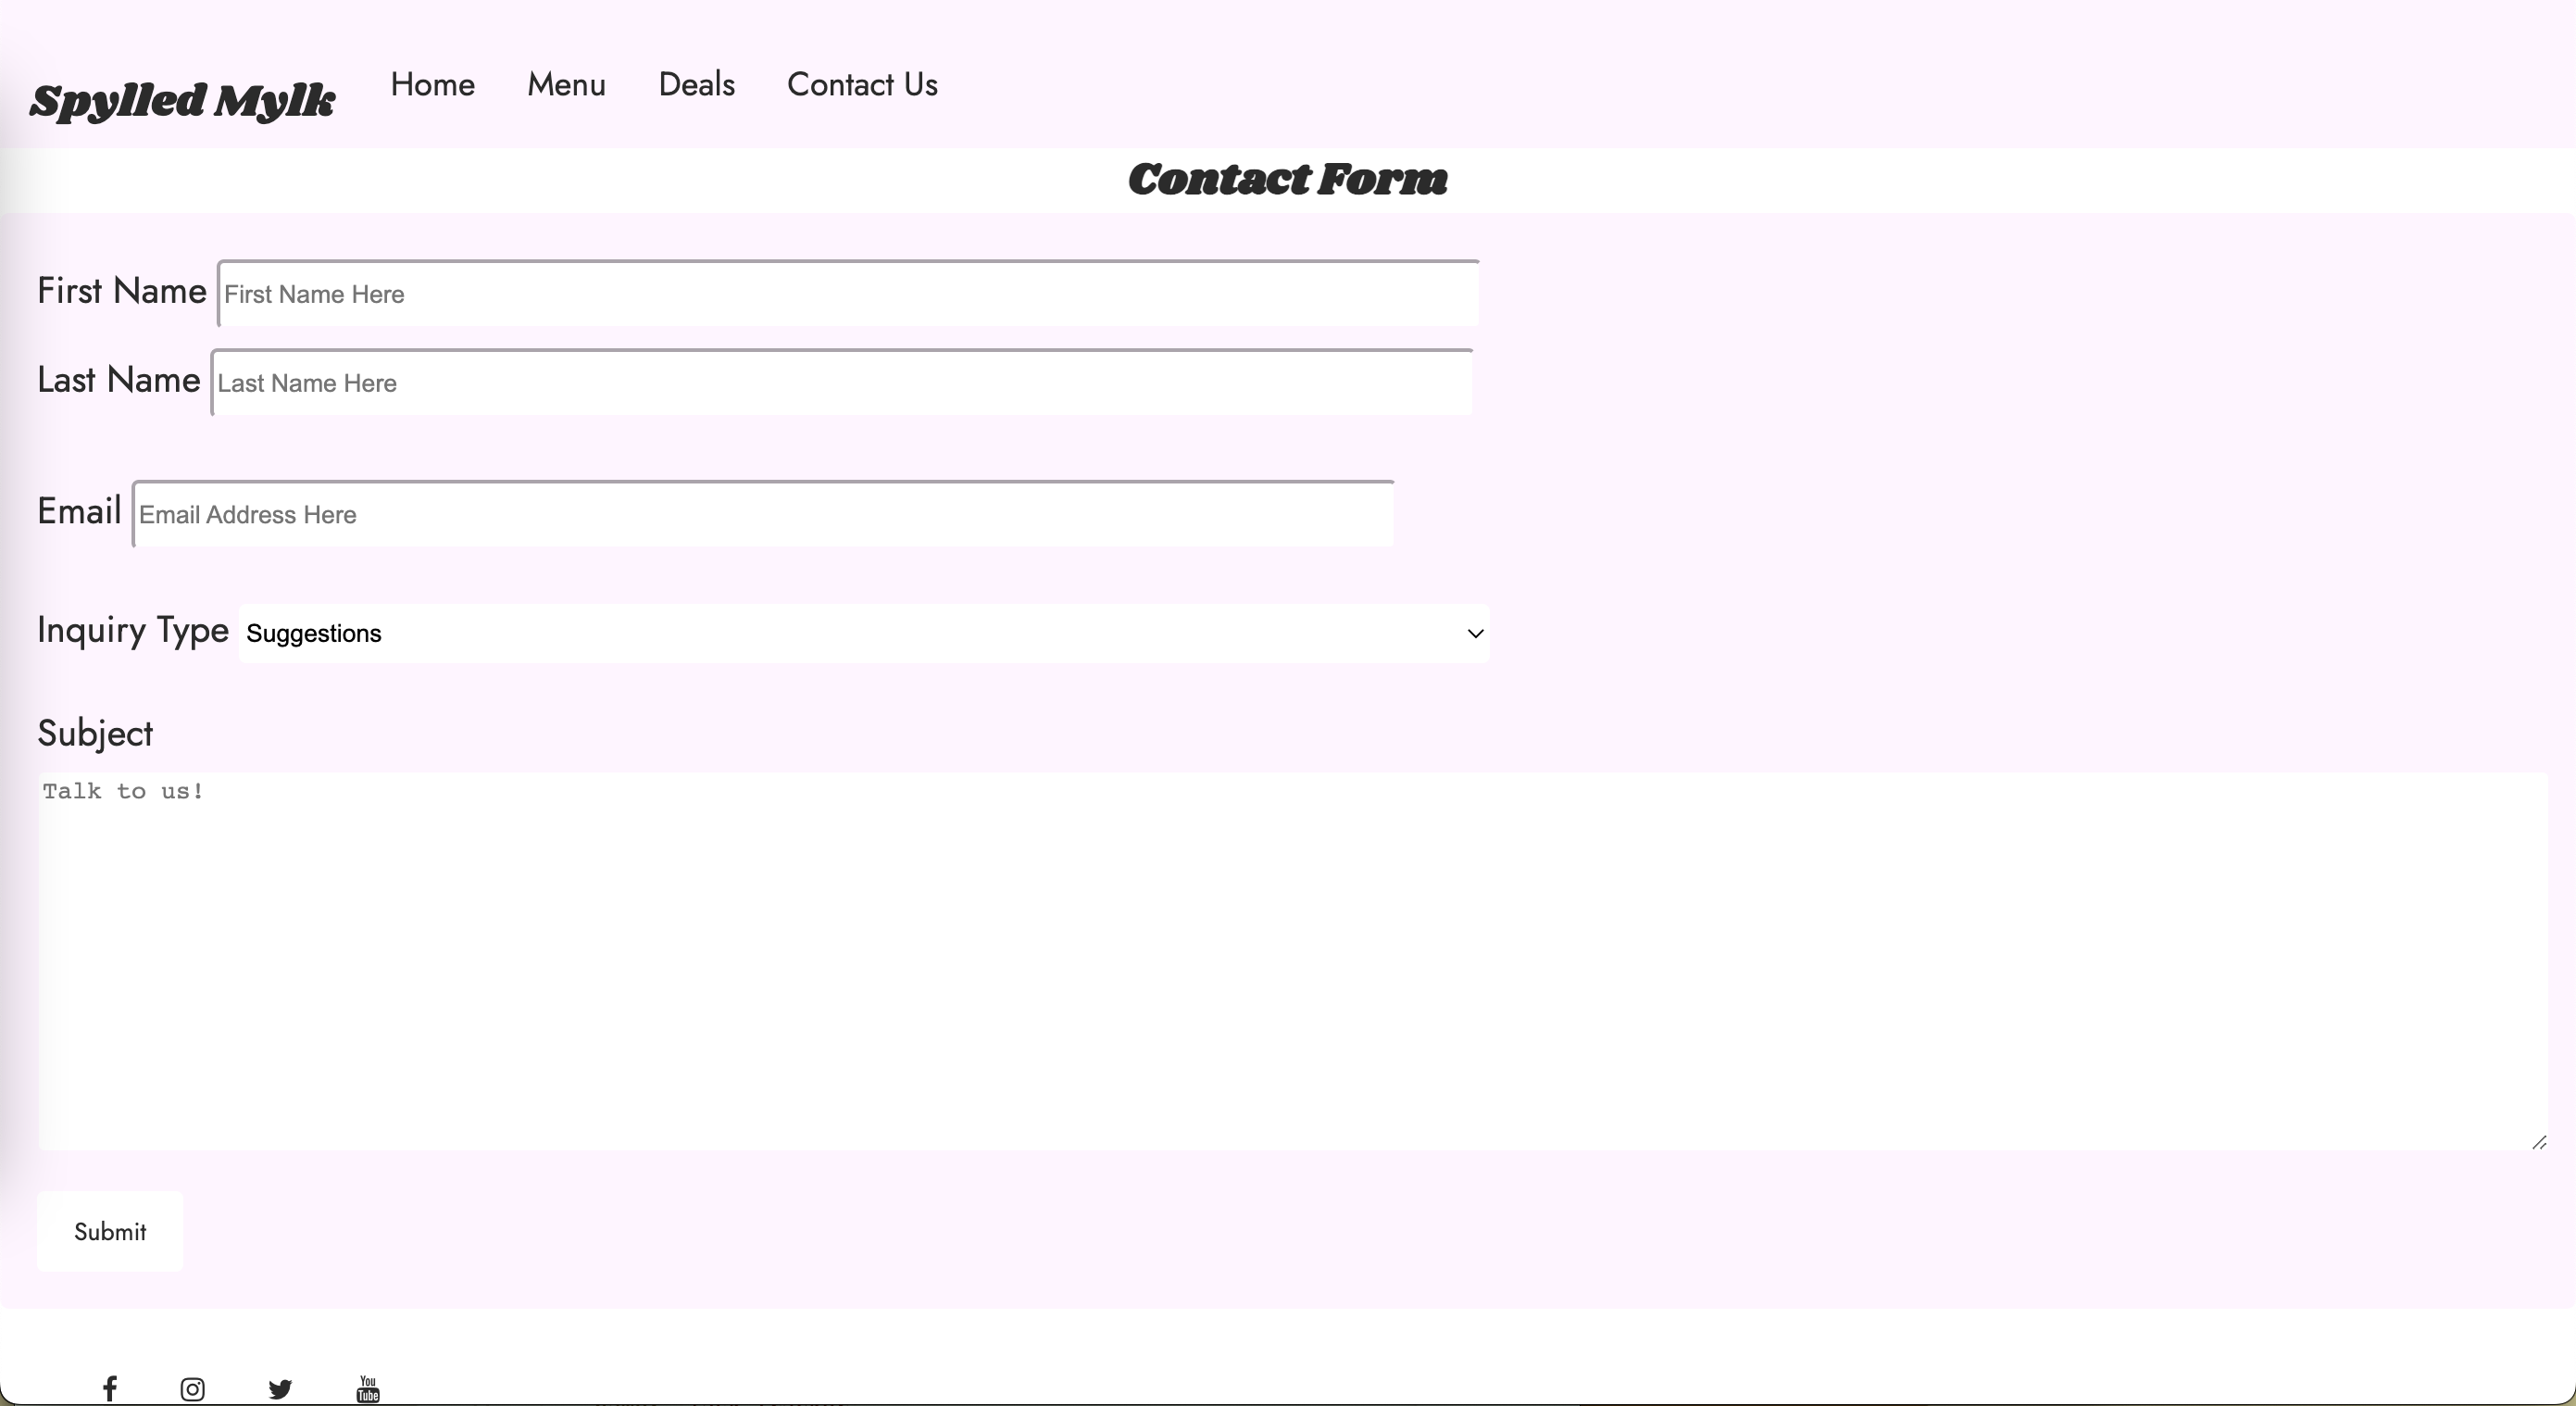 Spylled Mylk Home Menu Deals Contact Us
Contact Form
First Name First Name Here
Last Name Last Name Here
Email Email Address Here
Inquiry Type Suggestions
Subject
Talk to us!
Submit
You Tube